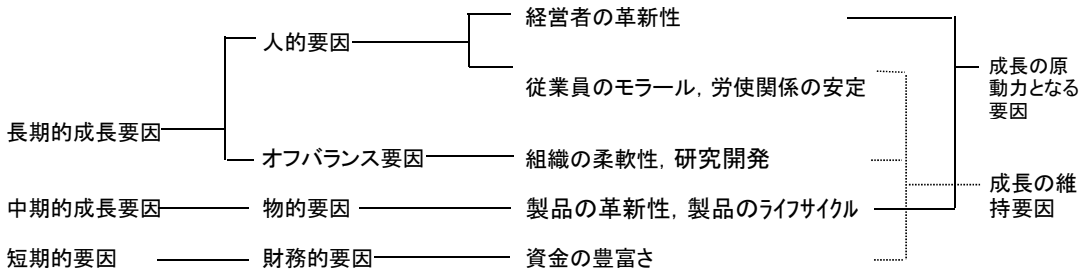 経営者の革新性
人的要因
従業員のモラール，労使関係の安定
成長の原
動力となる
要因
長期的成長要因
オフバランス要因
組織の柔軟性，研究開発
成長の維
持要因
中期的成長要因
物的要因
製品の革新性，製品のﾗｲﾌｻｲｸﾙ
短期的要因
財務的要因
資金の豊富さ